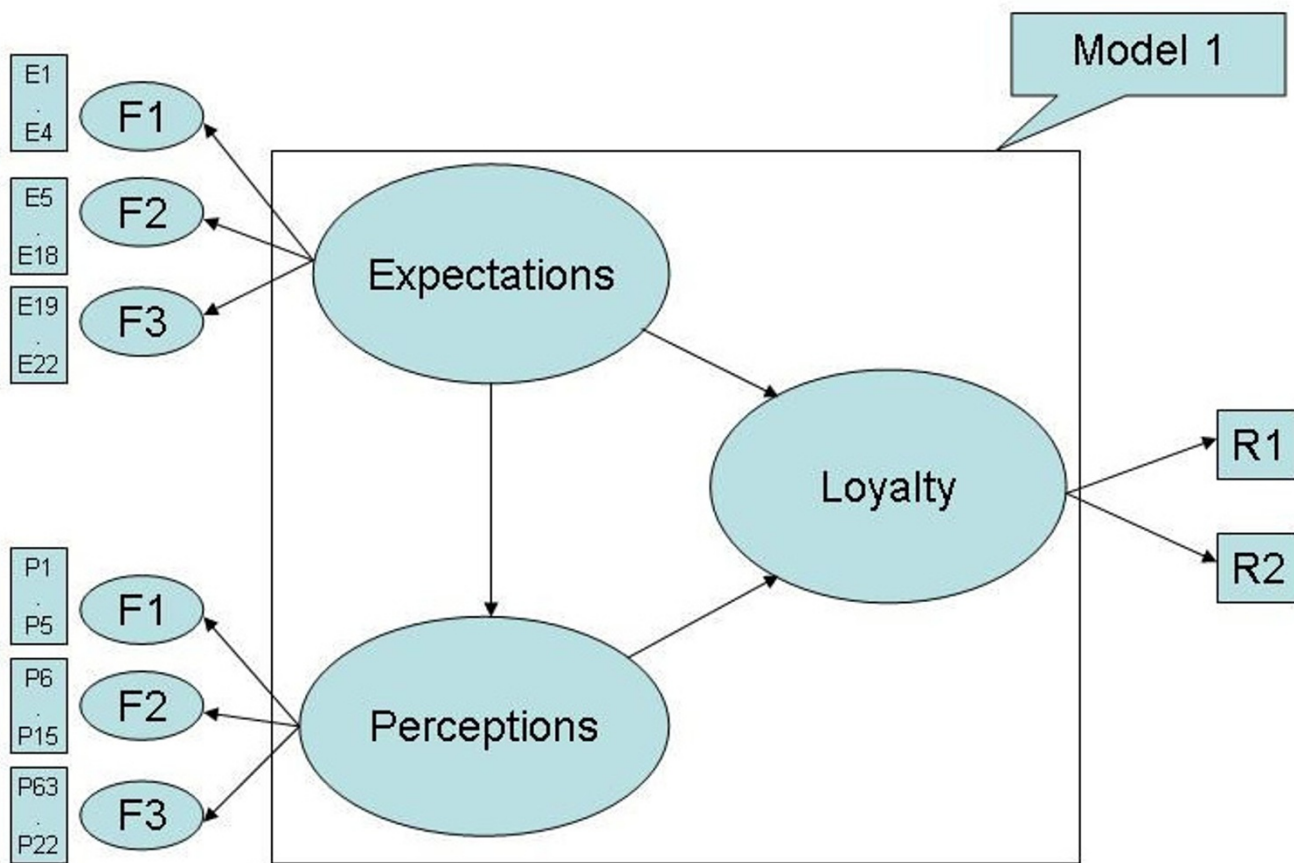 Model 1
E1
.
E4
F1
E5
.
E18
F2
E19
.
E22
F3
Expectations
Loyalty
R1
R2
P1
.
P5
F1
P6
.
P15
F2
Perceptions
P63
.
P22
F3